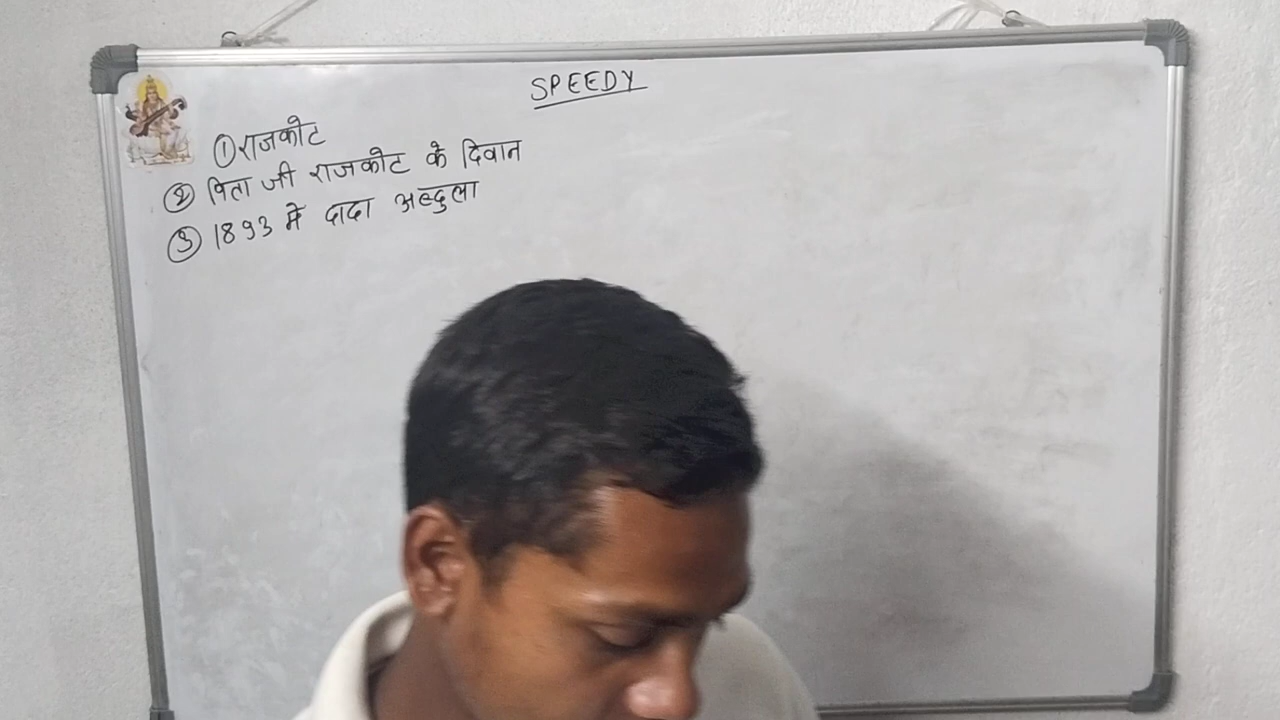 SPEEDY
① राजकोट
② पिता जी राजकोट के दिवान
③ 1893 मे दादा अब्दुला